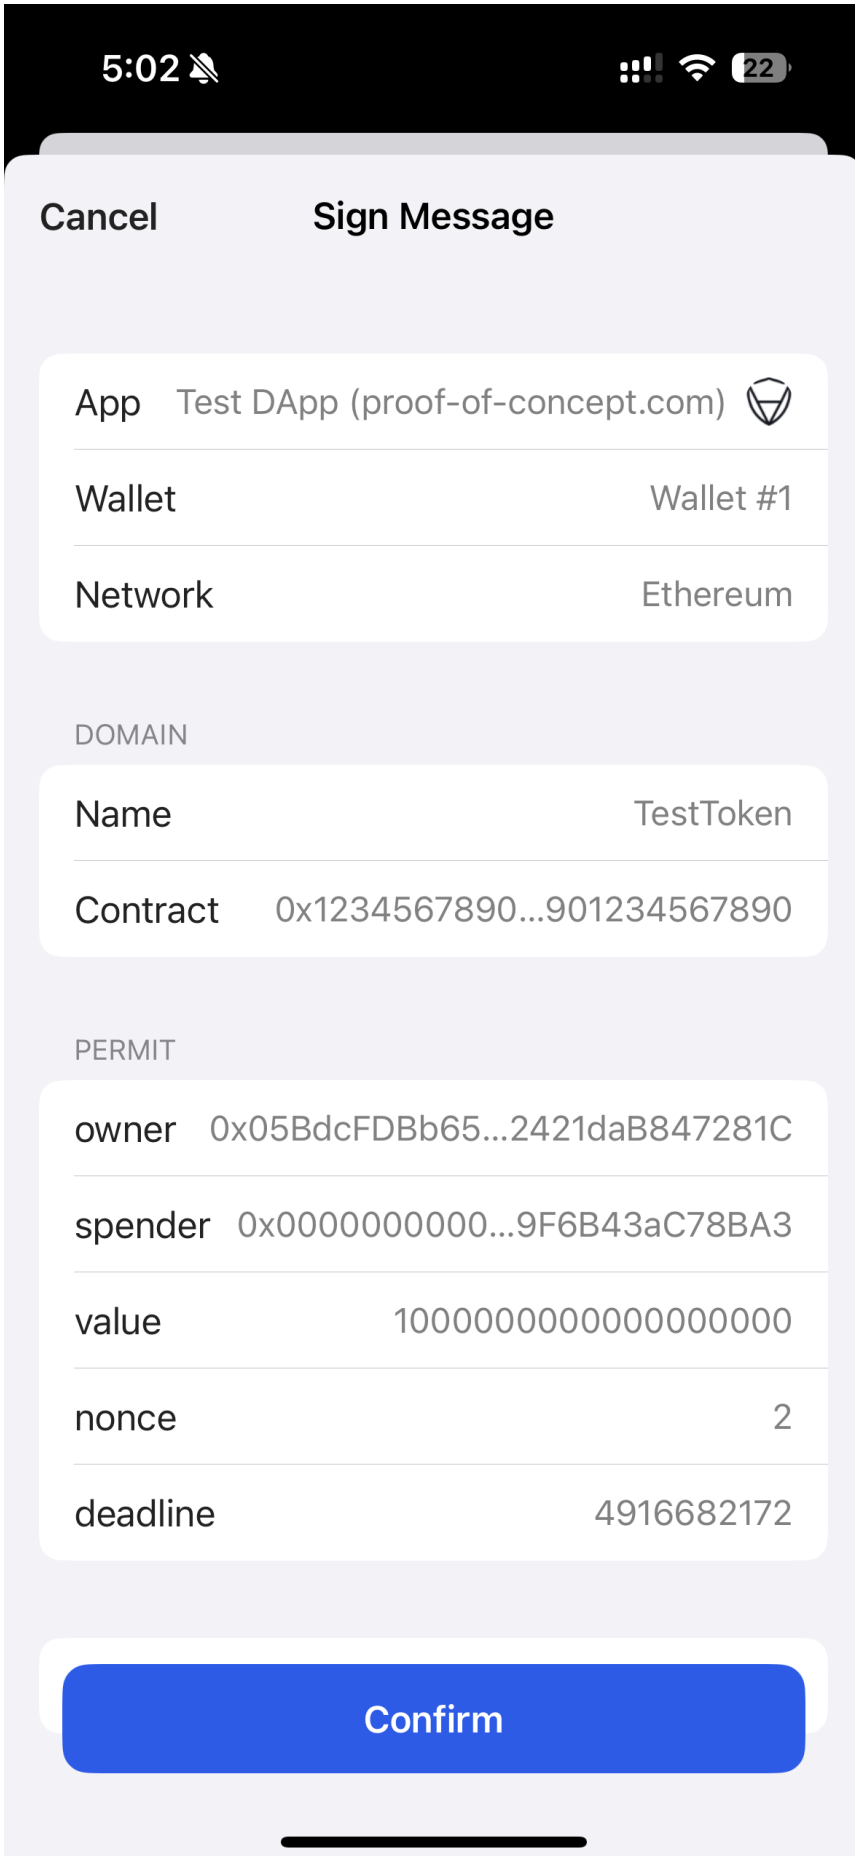 5:02
22
Cancel
Sign Message
App Test DApp (proof-of-concept.com)
Wallet Wallet #1
Network Ethereum
DOMAIN
Name TestToken
Contract 0x1234567890...901234567890
PERMIT
owner 0x05BdcFDBb65...2421daB847281C
spender 0x0000000000...9F6B43aC78BA3
value 1000000000000000000
nonce 2
deadline 4916682172
Confirm